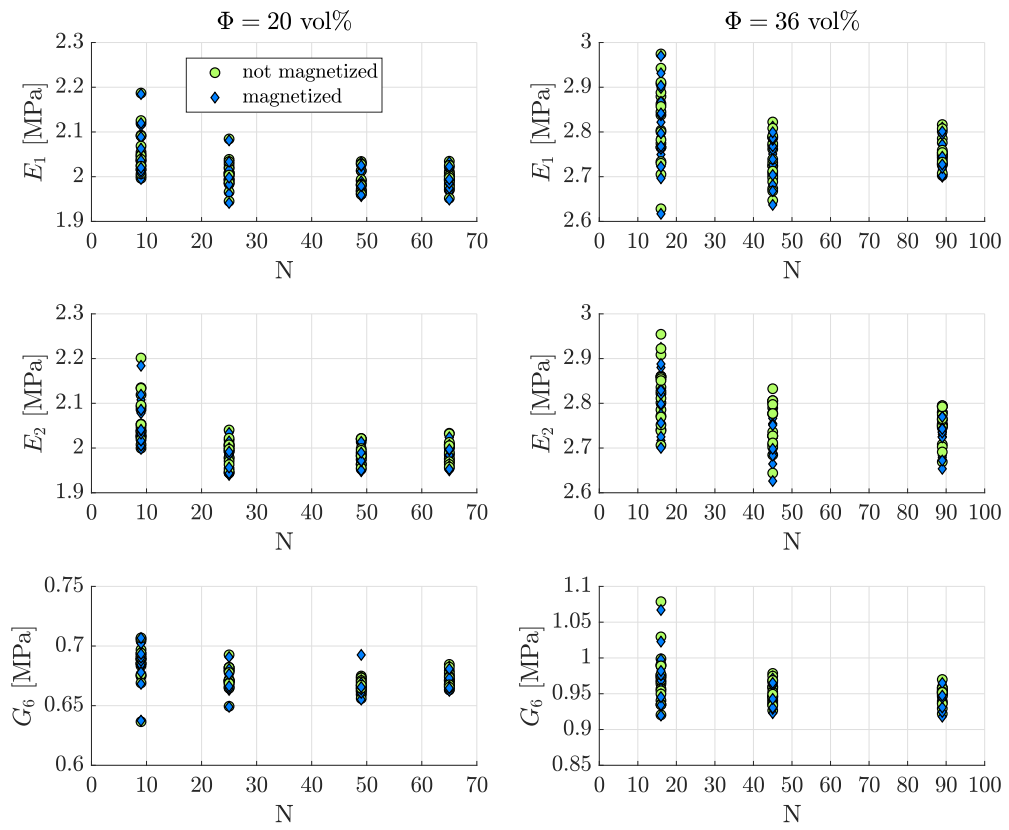 Φ = 20 vol%
Φ = 36 vol%
2.3
2.2
2.1
2
1.9
E₁ [MPa]
not magnetized
magnetized
0 10 20 30 40 50 60 70
N
3
2.9
2.8
2.7
2.6
E₁ [MPa]
0 10 20 30 40 50 60 70 80 90 100
N
2.3
2.2
2.1
2
1.9
E₂ [MPa]
0 10 20 30 40 50 60 70
N
3
2.9
2.8
2.7
2.6
E₂ [MPa]
0 10 20 30 40 50 60 70 80 90 100
N
0.75
0.7
0.65
0.6
G₆ [MPa]
0 10 20 30 40 50 60 70
N
1.1
1.05
1
0.95
0.9
0.85
G₆ [MPa]
0 10 20 30 40 50 60 70 80 90 100
N